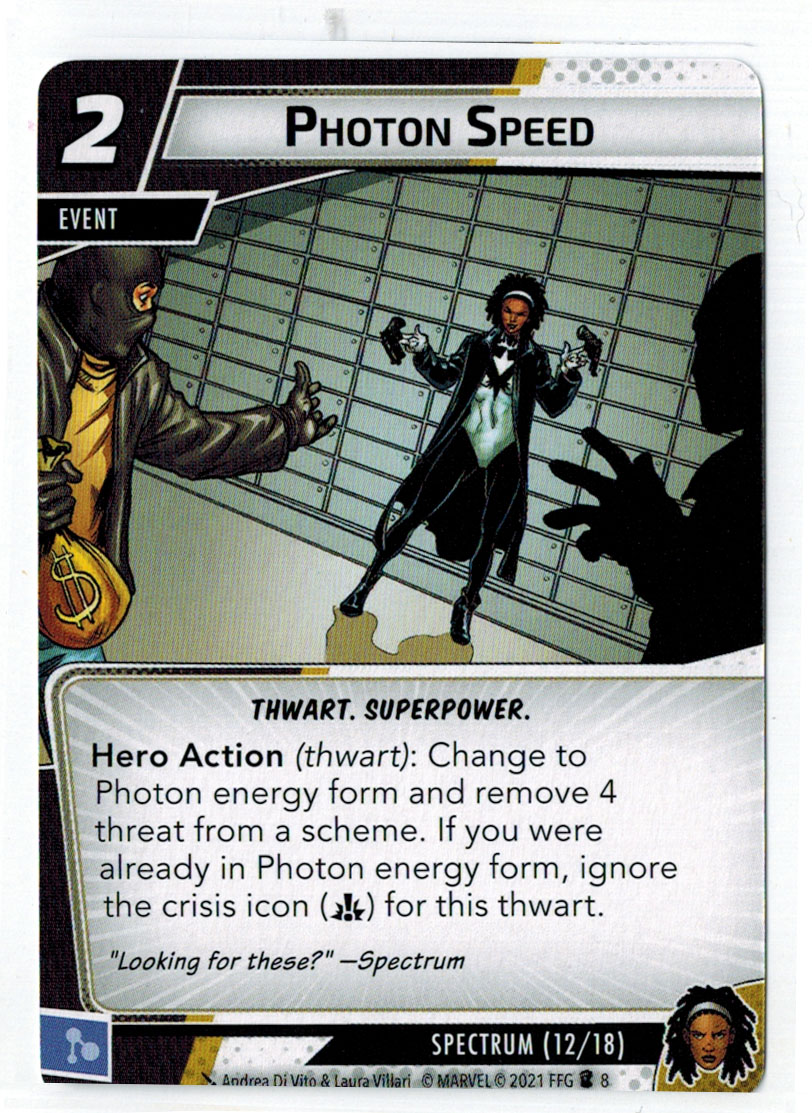 2
PHOTON SPEED
EVENT
$
THWART. SUPERPOWER.
Hero Action (thwart): Change to
Photon energy form and remove 4
threat from a scheme. If you were
already in Photon energy form, ignore
the crisis icon (!) for this thwart.
"Looking for these?" —Spectrum
SPECTRUM (12/18)
Andrea Di Vito & Laura Villari © MARVEL © 2021 FFG 8